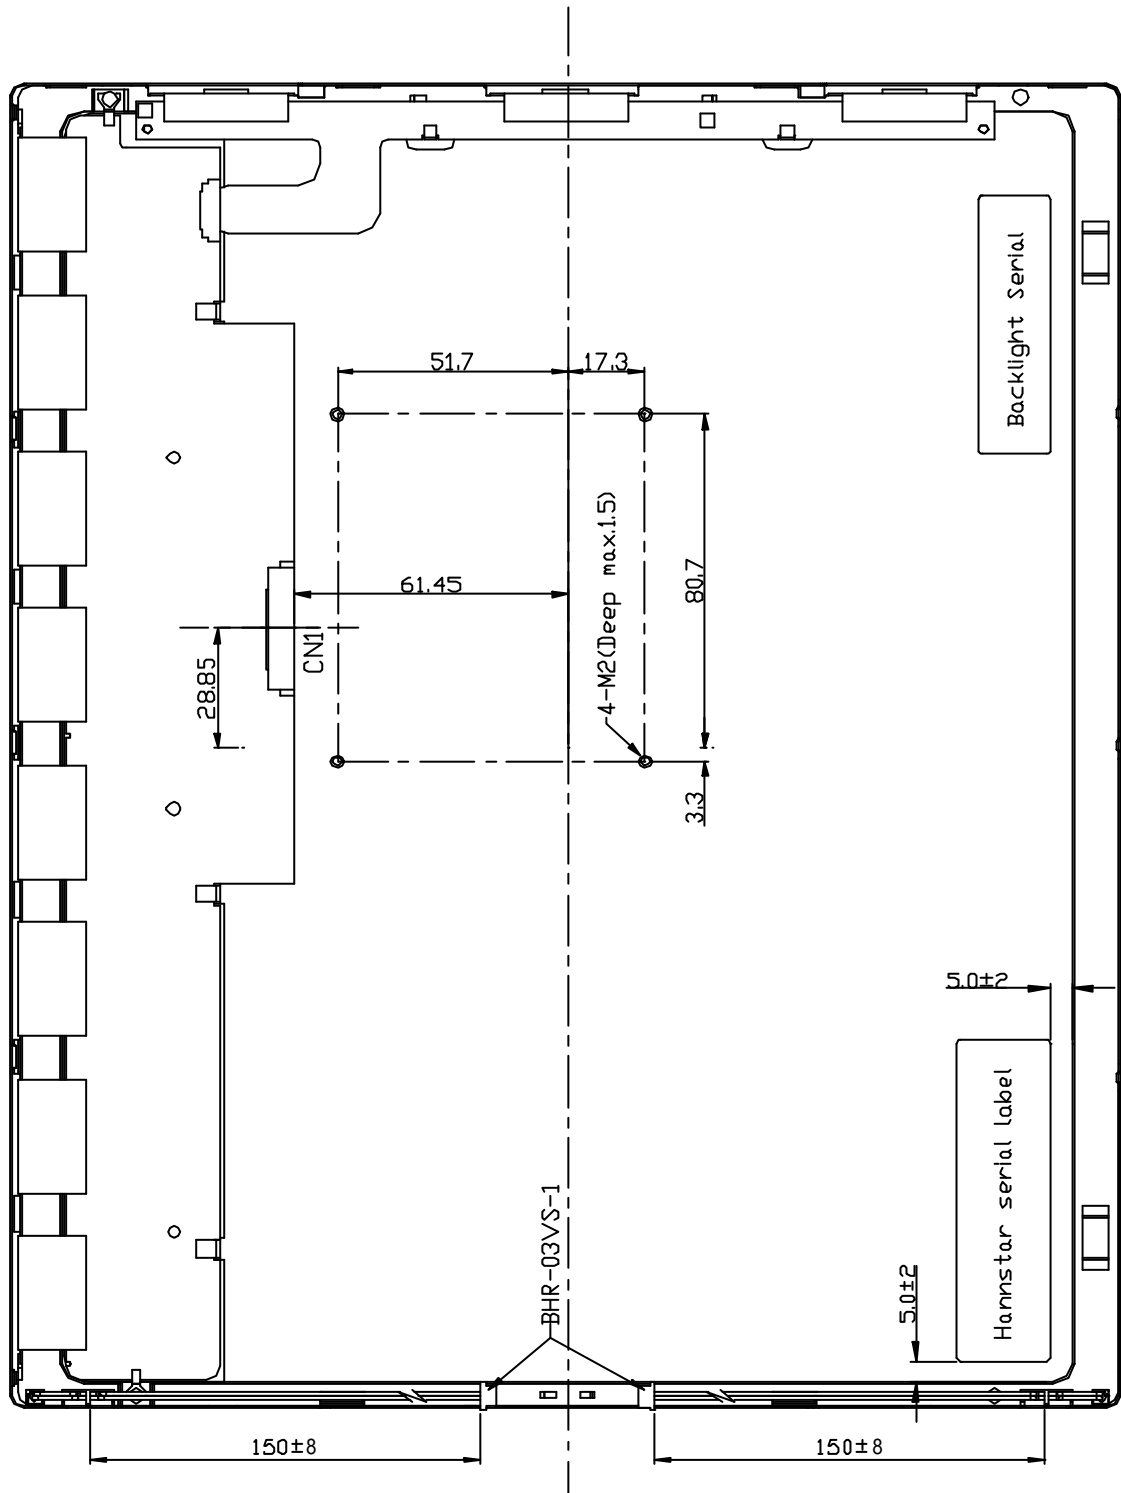 51.7
17.3
Backlight Serial
61.45
4-M2(Deep max.1.5)
80.7
CN1
28.85
3.3
5.0±2
Hannstar serial label
BHR-03VS-1
5.0±2
150±8
150±8